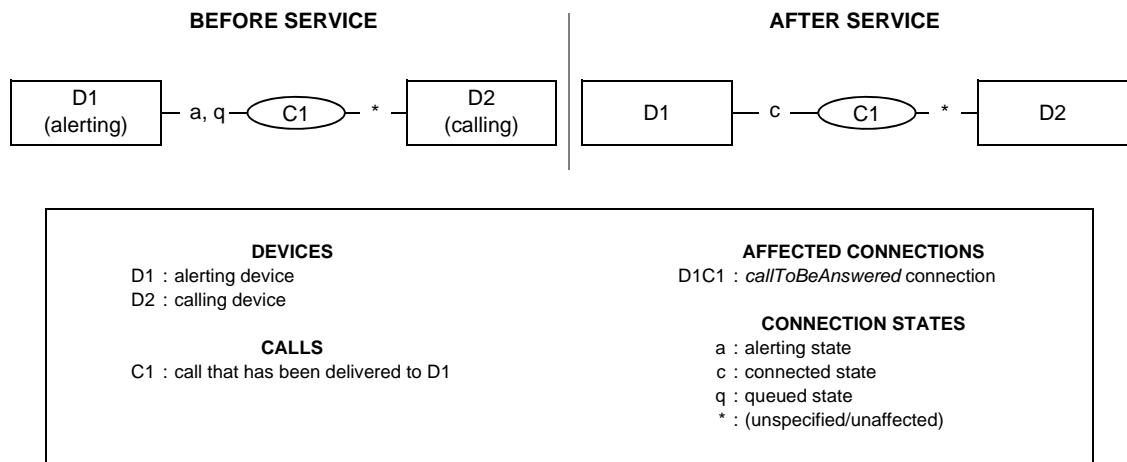 BEFORE SERVICE
AFTER SERVICE
D1
(alerting)
a, q
C1
*
D2
(calling)
D1
c
C1
*
D2
DEVICES
D1 : alerting device
D2 : calling device
CALLS
C1 : call that has been delivered to D1
AFFECTED CONNECTIONS
D1C1 : callToBeAnswered connection
CONNECTION STATES
a : alerting state
c : connected state
q : queued state
* : (unspecified/unaffected)